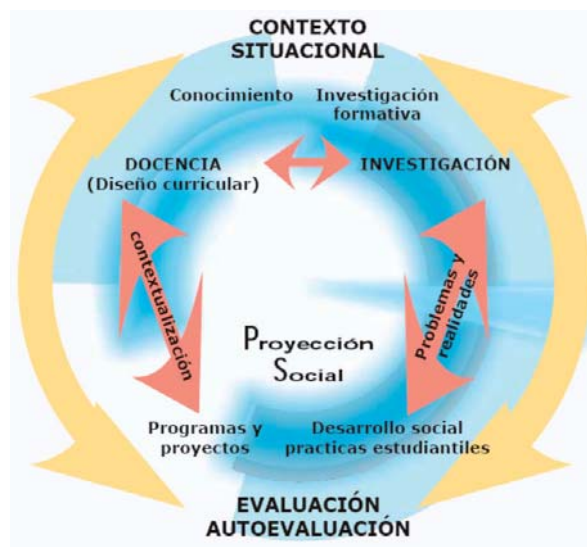 CONTEXTO
SITUACIONAL
Conocimiento
Investigación
formativa
DOCENCIA
(Diseño curricular)
INVESTIGACIÓN
contextualización
Problemas y
realidades
Proyección
Social
Programas y
proyectos
Desarrollo social
practicas estudiantiles
EVALUACIÓN
AUTOEVALUACIÓN